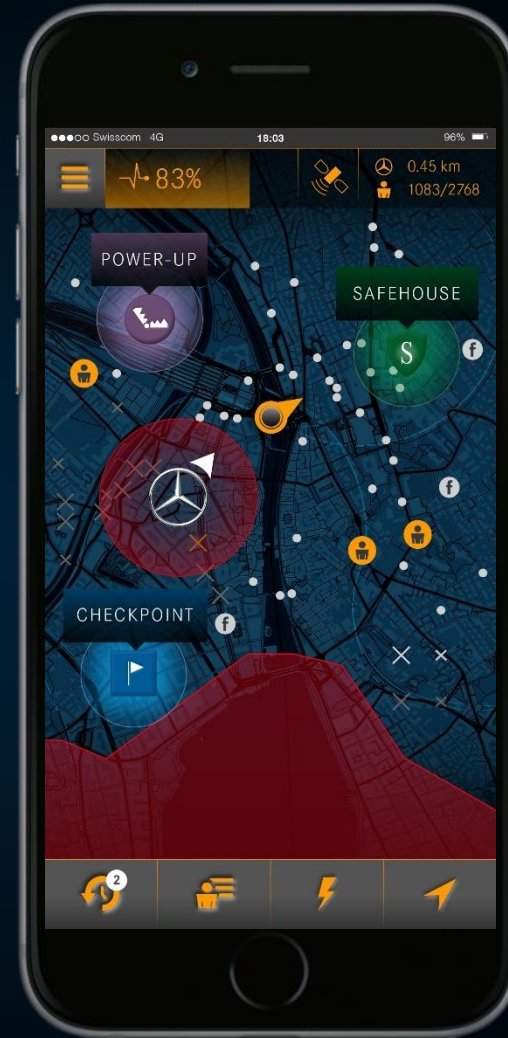 ●●●○○ Swisscom 4G 18:03 96%
83%
0.45 km
1083/2768
POWER-UP
SAFEHOUSE
S
f
f
CHECKPOINT
f
2